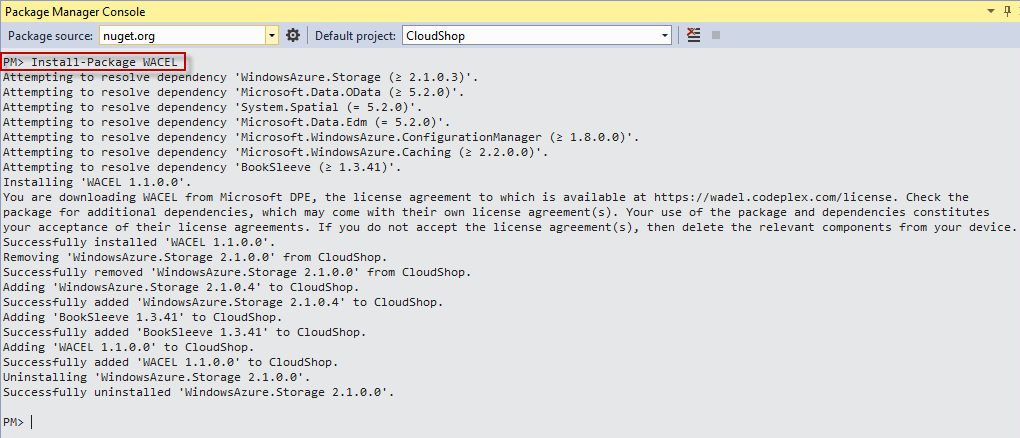 Package Manager Console
Package source: nuget.org Default project: CloudShop
PM> Install-Package WACEL
Attempting to resolve dependency 'WindowsAzure.Storage (≥ 2.1.0.3)'.
Attempting to resolve dependency 'Microsoft.Data.OData (≥ 5.2.0)'.
Attempting to resolve dependency 'System.Spatial (= 5.2.0)'.
Attempting to resolve dependency 'Microsoft.Data.Edm (= 5.2.0)'.
Attempting to resolve dependency 'Microsoft.WindowsAzure.ConfigurationManager (≥ 1.8.0.0)'.
Attempting to resolve dependency 'Microsoft.WindowsAzure.Caching (≥ 2.2.0.0)'.
Attempting to resolve dependency 'BookSleeve (≥ 1.3.41)'.
Installing 'WACEL 1.1.0.0'.
You are downloading WACEL from Microsoft DPE, the license agreement to which is available at https://wadel.codeplex.com/license. Check the
package for additional dependencies, which may come with their own license agreement(s). Your use of the package and dependencies constitutes
your acceptance of their license agreements. If you do not accept the license agreement(s), then delete the relevant components from your device.
Successfully installed 'WACEL 1.1.0.0'.
Removing 'WindowsAzure.Storage 2.1.0.0' from CloudShop.
Successfully removed 'WindowsAzure.Storage 2.1.0.0' from CloudShop.
Adding 'WindowsAzure.Storage 2.1.0.4' to CloudShop.
Successfully added 'WindowsAzure.Storage 2.1.0.4' to CloudShop.
Adding 'BookSleeve 1.3.41' to CloudShop.
Successfully added 'BookSleeve 1.3.41' to CloudShop.
Adding 'WACEL 1.1.0.0' to CloudShop.
Successfully added 'WACEL 1.1.0.0' to CloudShop.
Uninstalling 'WindowsAzure.Storage 2.1.0.0'.
Successfully uninstalled 'WindowsAzure.Storage 2.1.0.0'.
PM>